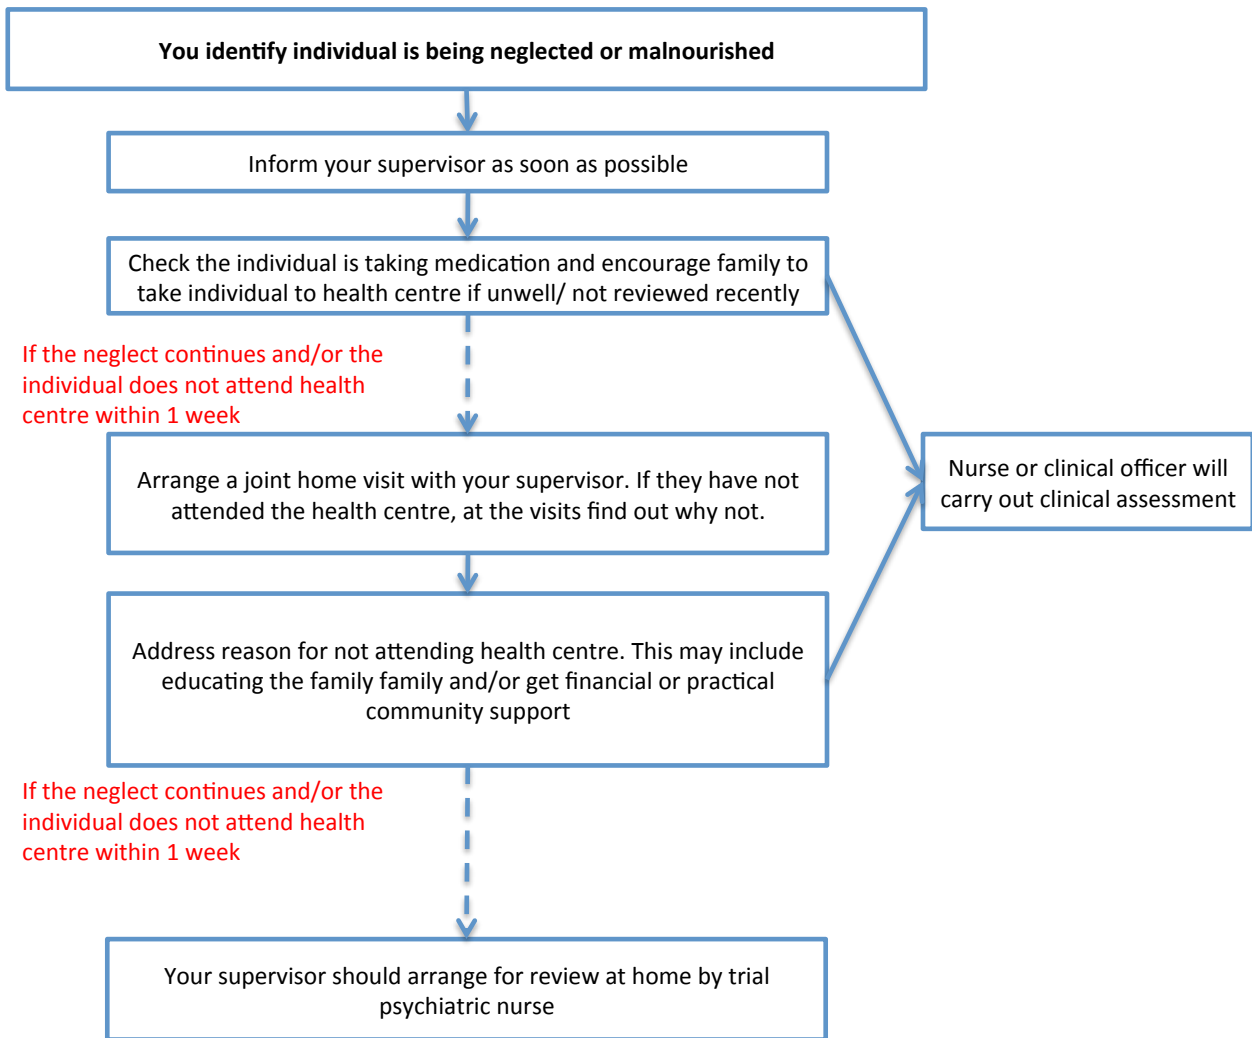 You identify individual is being neglected or malnourished
Inform your supervisor as soon as possible
Check the individual is taking medication and encourage family to
take individual to health centre if unwell/ not reviewed recently
If the neglect continues and/or the
individual does not attend health
centre within 1 week
Arrange a joint home visit with your supervisor. If they have not
attended the health centre, at the visits find out why not.
Nurse or clinical officer will
carry out clinical assessment
Address reason for not attending health centre. This may include
educating the family family and/or get financial or practical
community support
If the neglect continues and/or the
individual does not attend health
centre within 1 week
Your supervisor should arrange for review at home by trial
psychiatric nurse